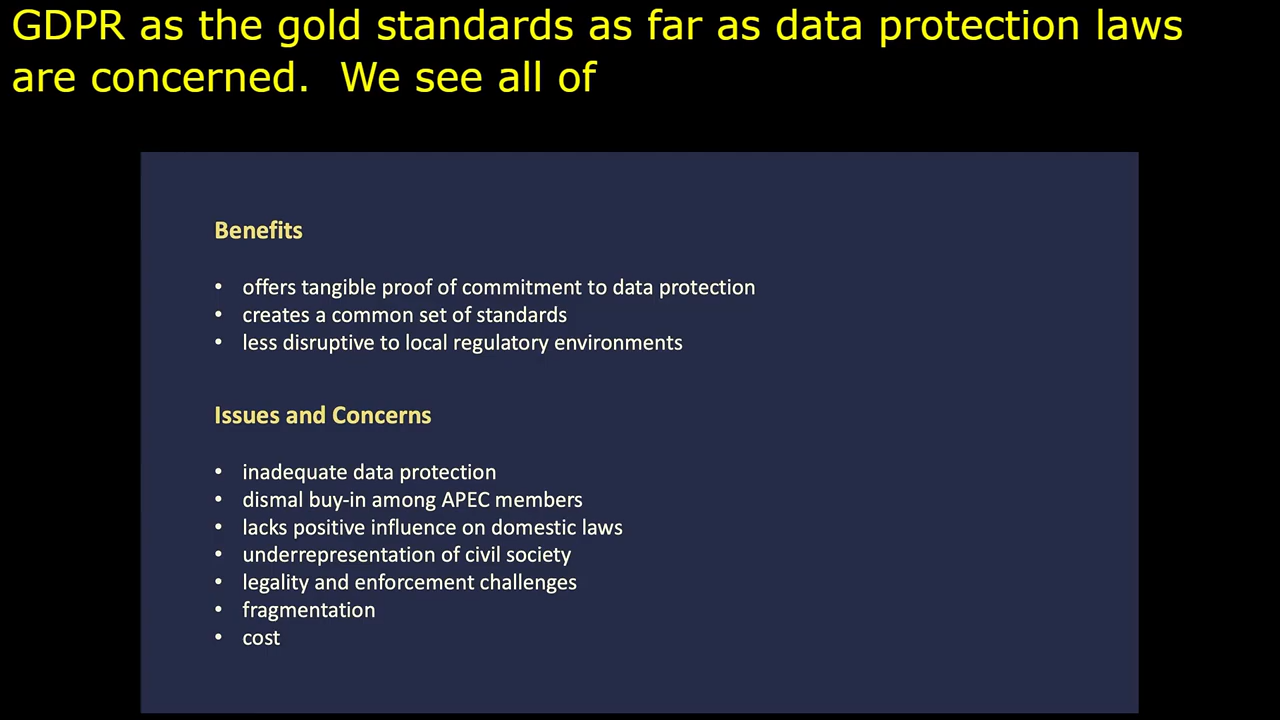 GDPR as the gold standards as far as data protection laws
are concerned.  We see all of
Benefits
• offers tangible proof of commitment to data protection
• creates a common set of standards
• less disruptive to local regulatory environments
Issues and Concerns
• inadequate data protection
• dismal buy-in among APEC members
• lacks positive influence on domestic laws
• underrepresentation of civil society
• legality and enforcement challenges
• fragmentation
• cost